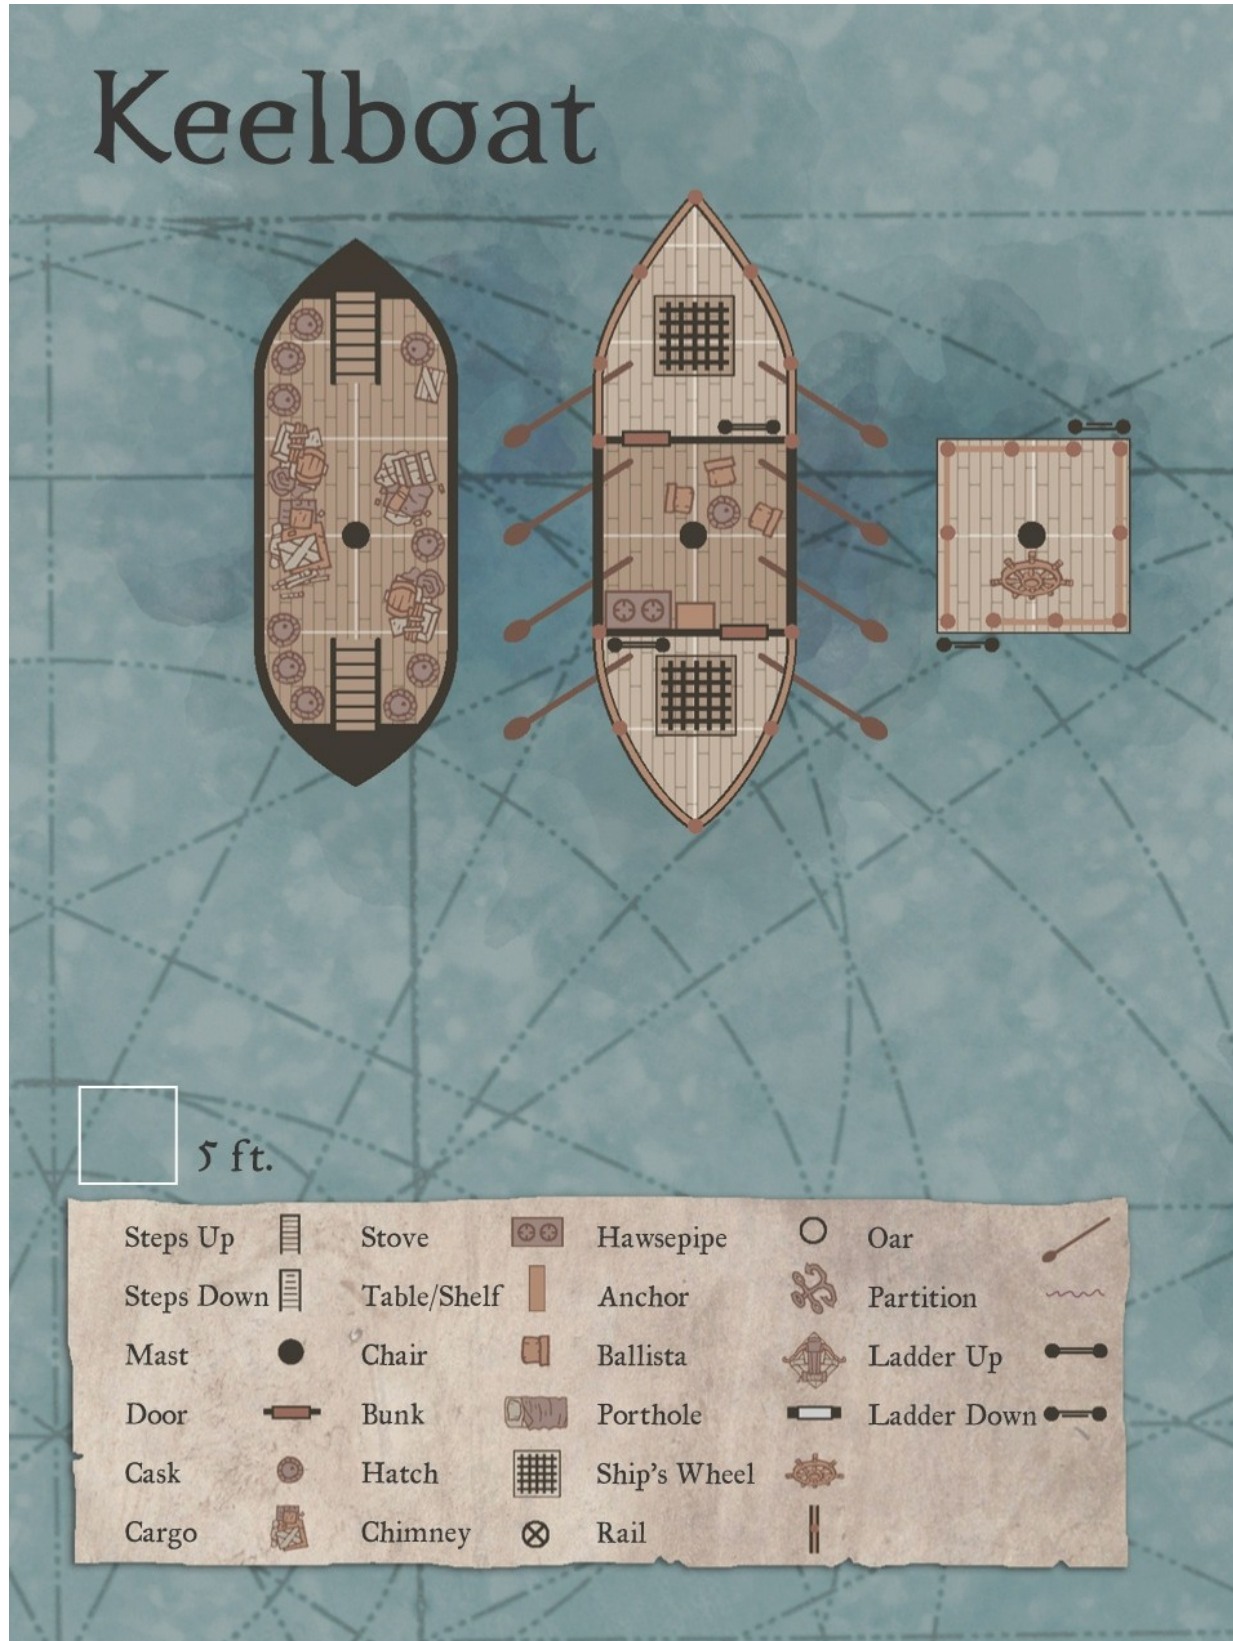 Keelboat
5 ft.
Steps Up
Stove
Hawsepipe
Oar
Steps Down
Table/Shelf
Anchor
Partition
Mast
Chair
Ballista
Ladder Up
Door
Bunk
Porthole
Ladder Down
Cask
Hatch
Ship's Wheel
Cargo
Chimney
Rail